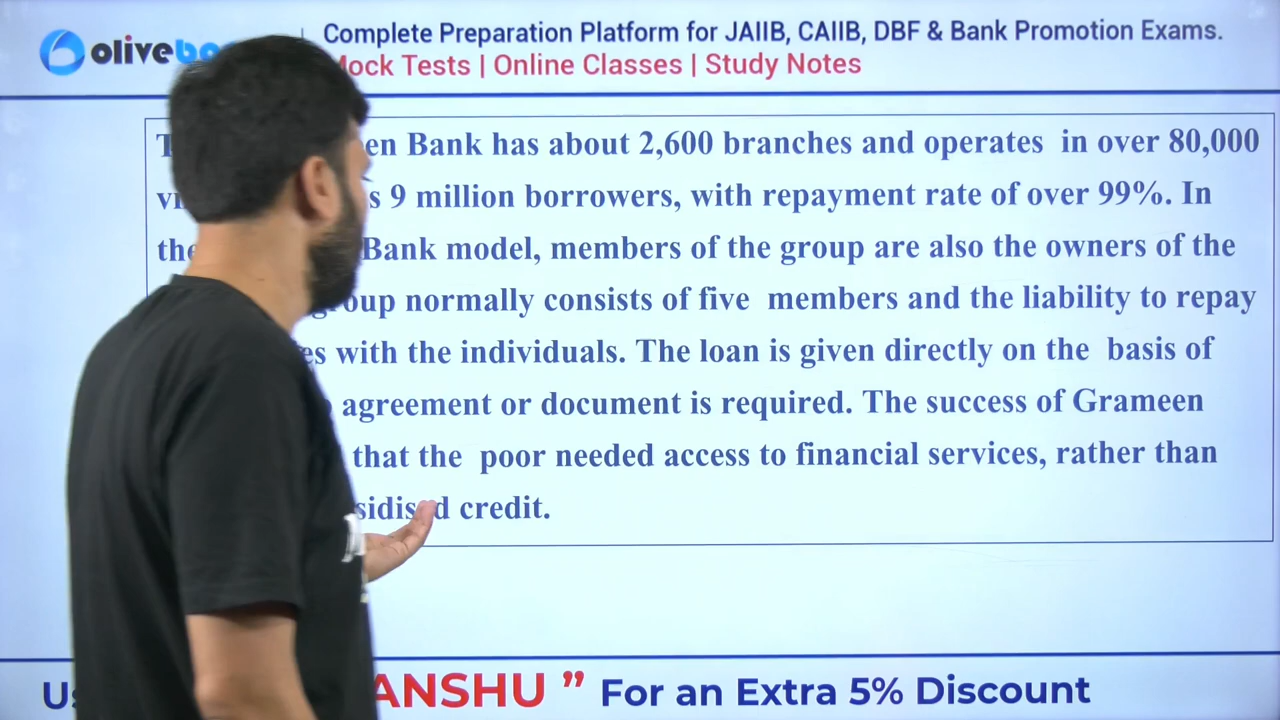 olivebo
Complete Preparation Platform for JAIIB, CAIIB, DBF & Bank Promotion Exams.
Mock Tests | Online Classes | Study Notes
Bank has about 2,600 branches and operates in over 80,000
9 million borrowers, with repayment rate of over 99%. In
the Bank model, members of the group are also the owners of the
group normally consists of five members and the liability to repay
with the individuals. The loan is given directly on the basis of
agreement or document is required. The success of Grameen
that the poor needed access to financial services, rather than
credit.
ANSHU ” For an Extra 5% Discount